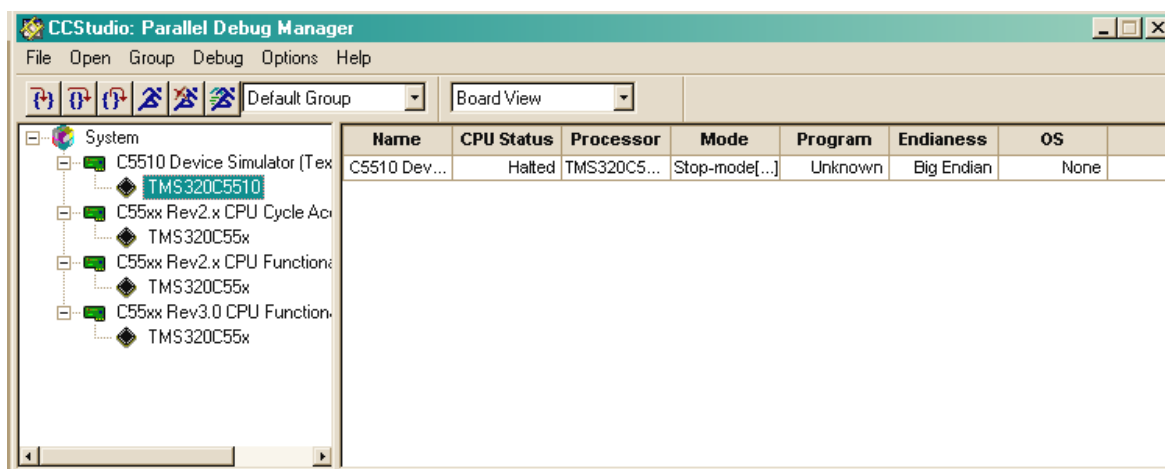 CCStudio: Parallel Debug Manager
File Open Group Debug Options Help
Default Group Board View
System
C5510 Device Simulator (Tex
TMS320C5510
C55xx Rev2.x CPU Cycle Acc
TMS320C55x
C55xx Rev2.x CPU Functiona
TMS320C55x
C55xx Rev3.0 CPU Function
TMS320C55x
Name CPU Status Processor Mode Program Endianess OS
C5510 Dev... Halted TMS320C5... Stop-mode[...] Unknown Big Endian None